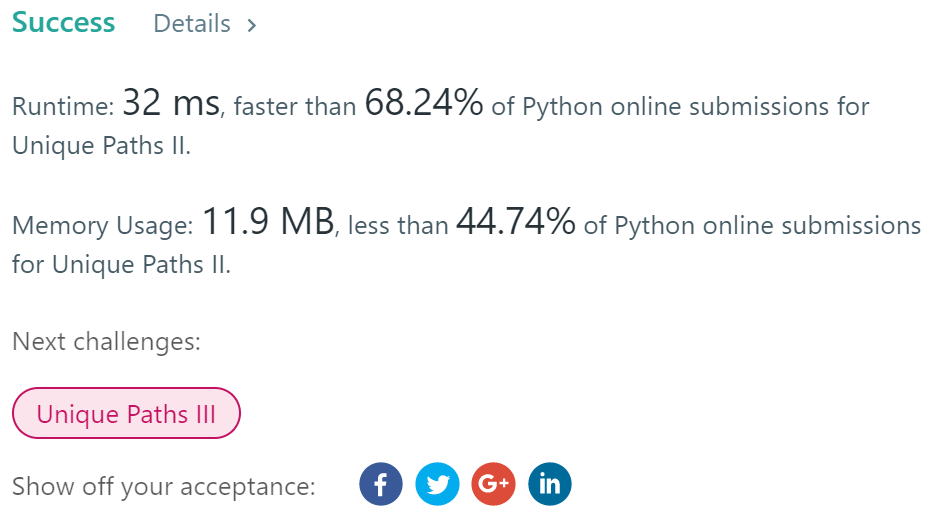 Success Details >
Runtime: 32 ms, faster than 68.24% of Python online submissions for
Unique Paths II.
Memory Usage: 11.9 MB, less than 44.74% of Python online submissions
for Unique Paths II.
Next challenges:
Unique Paths III
Show off your acceptance: f G+ in